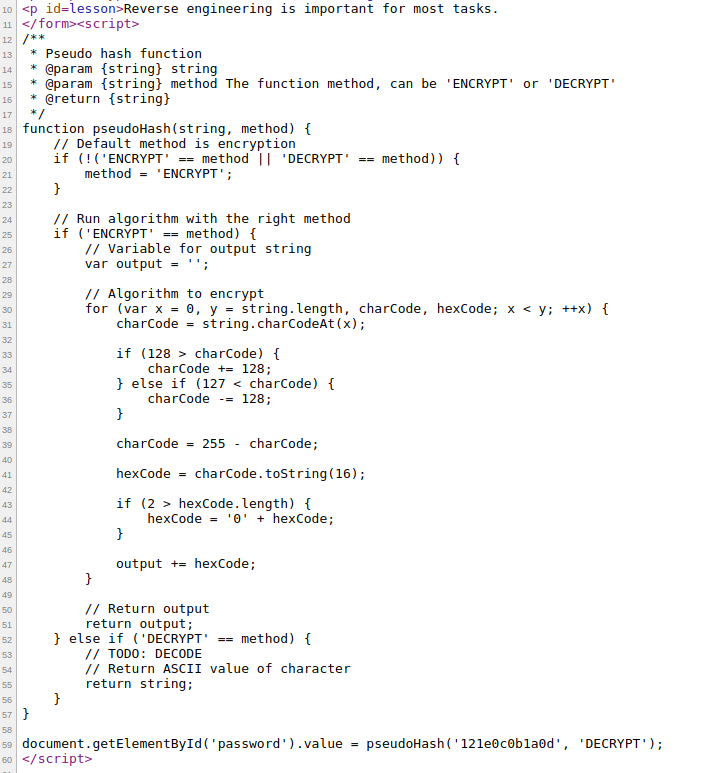 10 <p id=lesson>Reverse engineering is important for most tasks.
11 </form><script>
12 /**
13  * Pseudo hash function
14  * @param {string} string
15  * @param {string} method The function method, can be 'ENCRYPT' or 'DECRYPT'
16  * @return {string}
17  */
18 function pseudoHash(string, method) {
19     // Default method is encryption
20     if (!('ENCRYPT' == method || 'DECRYPT' == method)) {
21         method = 'ENCRYPT';
22     }
23
24     // Run algorithm with the right method
25     if ('ENCRYPT' == method) {
26         // Variable for output string
27         var output = '';
28
29         // Algorithm to encrypt
30         for (var x = 0, y = string.length, charCode, hexCode; x < y; ++x) {
31             charCode = string.charCodeAt(x);
32
33             if (128 > charCode) {
34                 charCode += 128;
35             } else if (127 < charCode) {
36                 charCode -= 128;
37             }
38
39             charCode = 255 - charCode;
40
41             hexCode = charCode.toString(16);
42
43             if (2 > hexCode.length) {
44                 hexCode = '0' + hexCode;
45             }
46
47             output += hexCode;
48         }
49
50         // Return output
51         return output;
52     } else if ('DECRYPT' == method) {
53         // TODO: DECODE
54         // Return ASCII value of character
55         return string;
56     }
57 }
58
59 document.getElementById('password').value = pseudoHash('121e0c0b1a0d', 'DECRYPT');
60 </script>